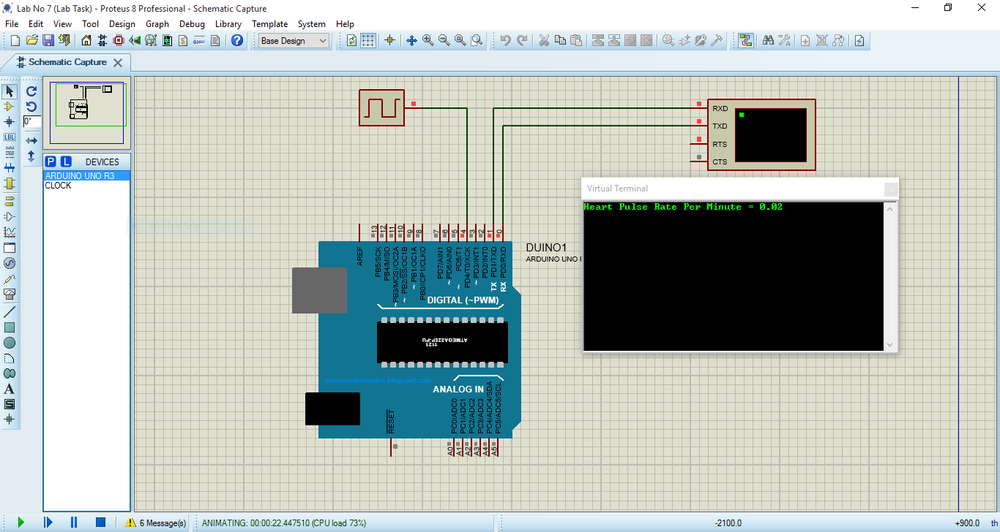 Lab No 7 (Lab Task) - Proteus 8 Professional - Schematic Capture
File Edit View Tool Design Graph Debug Library Template System Help
Base Design
Schematic Capture
0°
LBL
P L DEVICES
ARDUINO UNO R3
CLOCK
A
S
RXD
TXD
RTS
CTS
Virtual Terminal
Heart Pulse Rate Per Minute = 0.02
Window Snip
13 12 11 10 9 8 7 6 5 4 3 2 1 0
AREF
PB5/SCK
PB4/MISO
~PB3/MOSI/OC2A
~ PB2/SS/OC1B
~ PB1/OC1A
PB0/ICP1/CLKO
PD7/AIN1
~ PD6/AIN0
~ PD5/T1
PD4/T0/XCK
~ PD3/INT1
PD2/INT0
TX PD1/TXD
RX PD0/RXD
DUINO1
ARDUINO UNO
DIGITAL (~PWM)
ATMEGA328P-PU
1121
microcontrolandos.blogspot.com
ANALOG IN
RESET
PC0/ADC0
PC1/ADC1
PC2/ADC2
PC3/ADC3
PC4/ADC4/SDA
PC5/ADC5/SCL
A0 A1 A2 A3 A4 A5
6 Message(s)
ANIMATING: 00:00:22.447510 (CPU load 73%)
-2100.0
+900.0
th